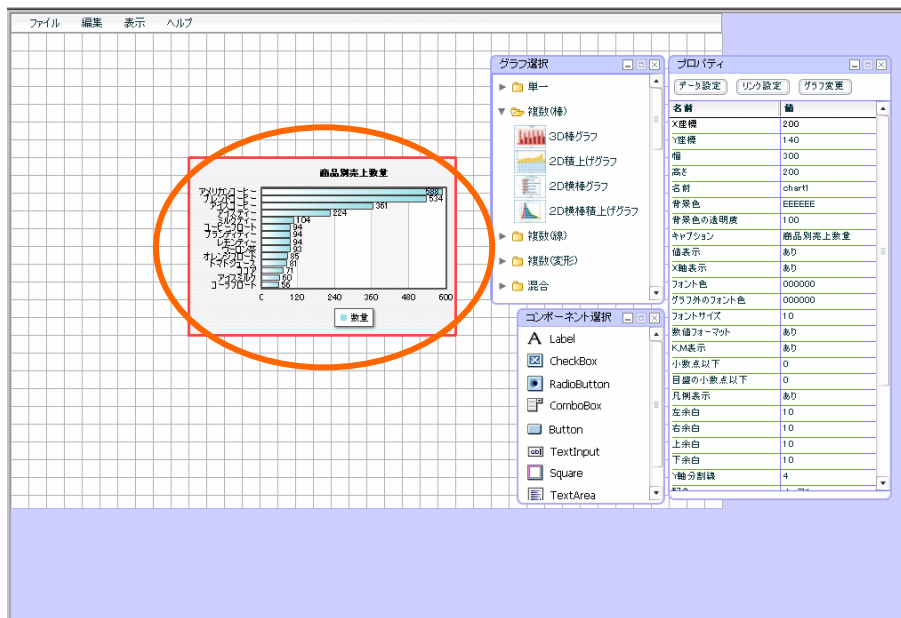 ファイル 編集 表示 ヘルプ
商品別売上数量
アメリカンコーヒー 588
ブレンドコーヒー 534
アイスコーヒー 361
アイスティー 224
ミルクティー 104
コーヒーフロート 94
ブランディティー 94
レモンティー 94
ウーロン茶 93
オレンジフロート 85
トマトジュース 81
ココア 71
アイスミルク 60
コーラフロート 56
0 120 240 360 480 600
数量
グラフ選択
単一
複数(棒)
3D棒グラフ
2D積上げグラフ
2D横棒グラフ
2D横棒積上げグラフ
複数(線)
複数(変形)
混合
コンポーネント選択
Label
CheckBox
RadioButton
ComboBox
Button
TextInput
Square
TextArea
プロパティ
データ設定 リンク設定 グラフ変更
名前 値
X座標 200
Y座標 140
幅 300
高さ 200
名前 chart1
背景色 EEEEEE
背景色の透明度 100
キャプション 商品別売上数量
値表示 あり
X軸表示 あり
フォント色 000000
グラフ外のフォント色 000000
フォントサイズ 10
数値フォーマット あり
K,M表示 あり
小数点以下 0
目盛の小数点以下 0
凡例表示 あり
左余白 10
右余白 10
上余白 10
下余白 10
Y軸分割線 4